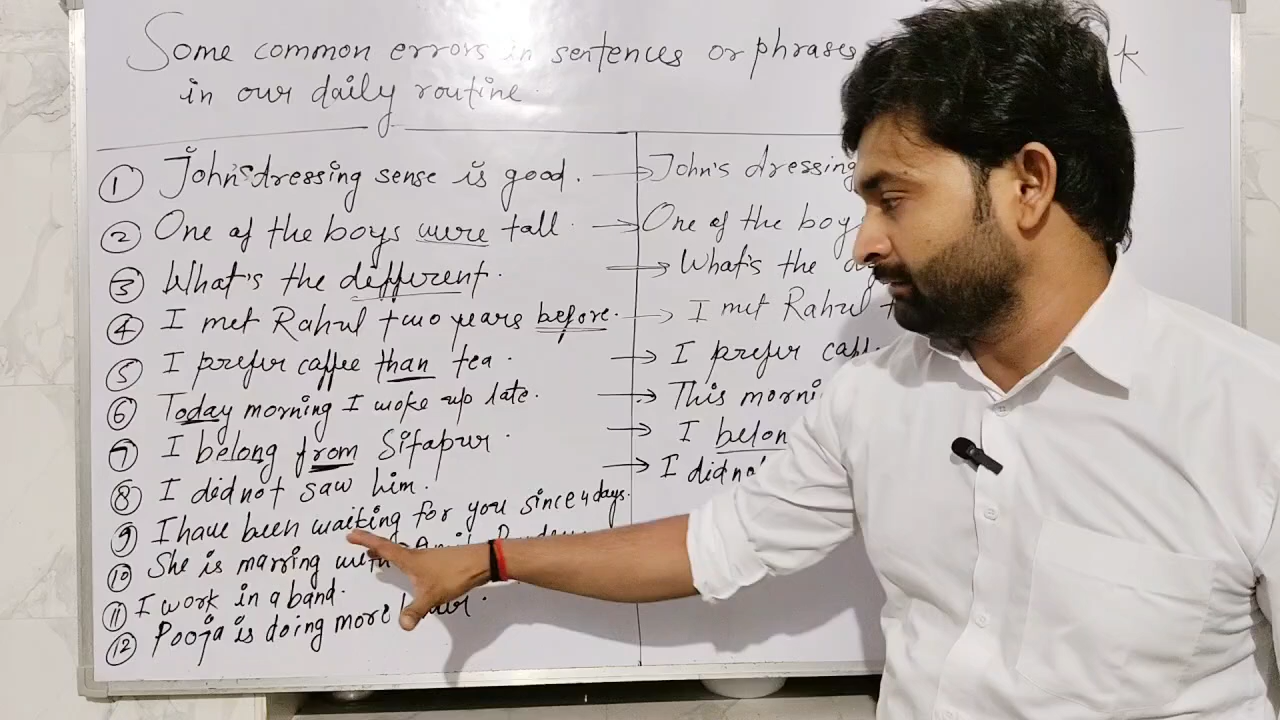 Some common errors in sentences or phrases
in our daily routine.
① John's dressing sense is good. → John's dressing
② One of the boys were tall. → One of the boy
③ What's the different. → What's the
④ I met Rahul two years before. → I met Rahul
⑤ I prefer caffee than tea. → I prefer caff
⑥ Today morning I woke up late. → This morni
⑦ I belong from Sitapur. → I belon
⑧ I did not saw him. → I did not
⑨ I have been waiting for you since 4 days.
⑩ She is marring with
⑪ I work in a band.
⑫ Pooja is doing more